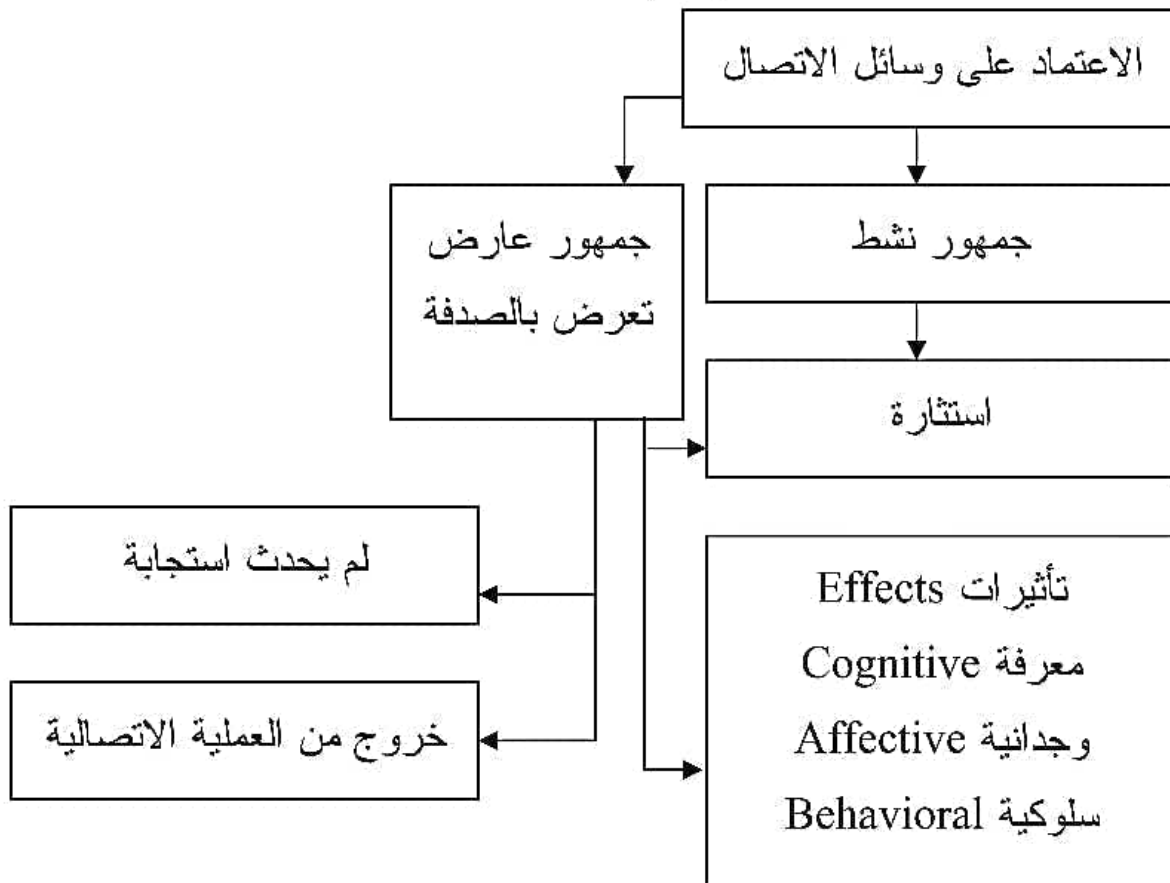 الاعتماد على وسائل الاتصال
جمهور نشط
جمهور عارض
تعرض بالصدفة
استثارة
لم يحدث استجابة
تأثيرات Effects
معرفة Cognitive
وجدانية Affective
سلوكية Behavioral
خروج من العملية الاتصالية